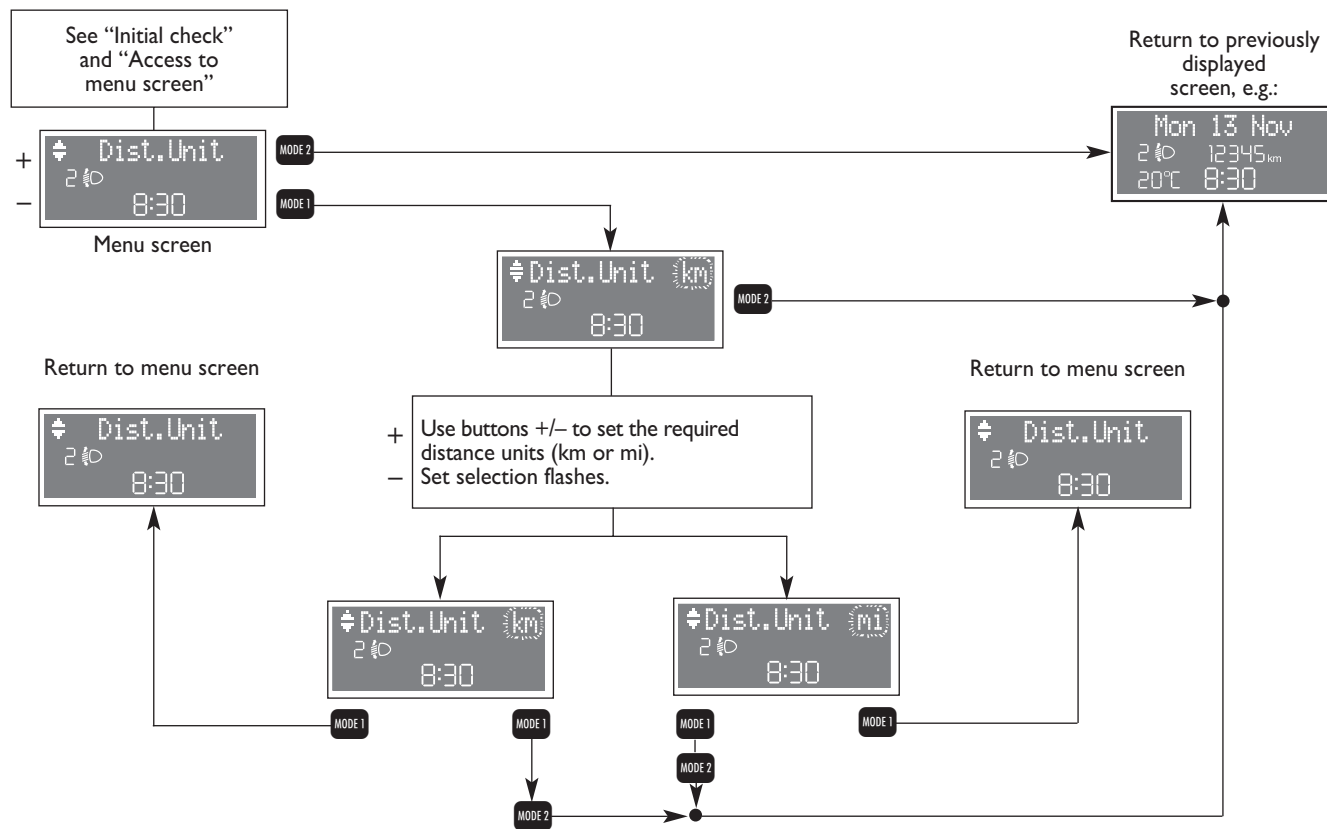 See “Initial check”
and “Access to
menu screen”
Return to previously
displayed
screen, e.g.:
+
–
Dist.Unit
2
8:30
MODE 2
MODE 1
Menu screen
Mon 13 Nov
2 12345 km
20°C 8:30
Dist.Unit km
2
8:30
MODE 2
Return to menu screen
Dist.Unit
2
8:30
+
–
Use buttons +/– to set the required
distance units (km or mi).
Set selection flashes.
Return to menu screen
Dist.Unit
2
8:30
Dist.Unit km
2
8:30
Dist.Unit mi
2
8:30
MODE 1
MODE 1
MODE 1
MODE 1
MODE 2
MODE 2